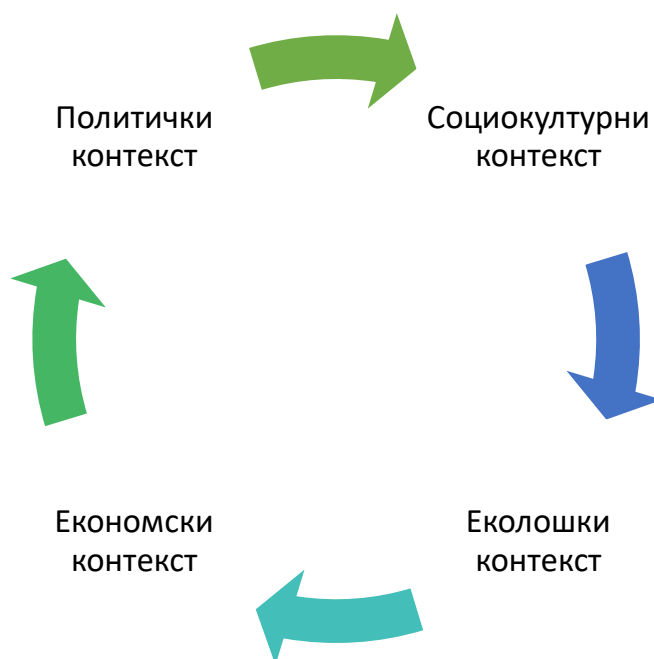 Политички
контекст
Социокултурни
контекст
Економски
контекст
Еколошки
контекст